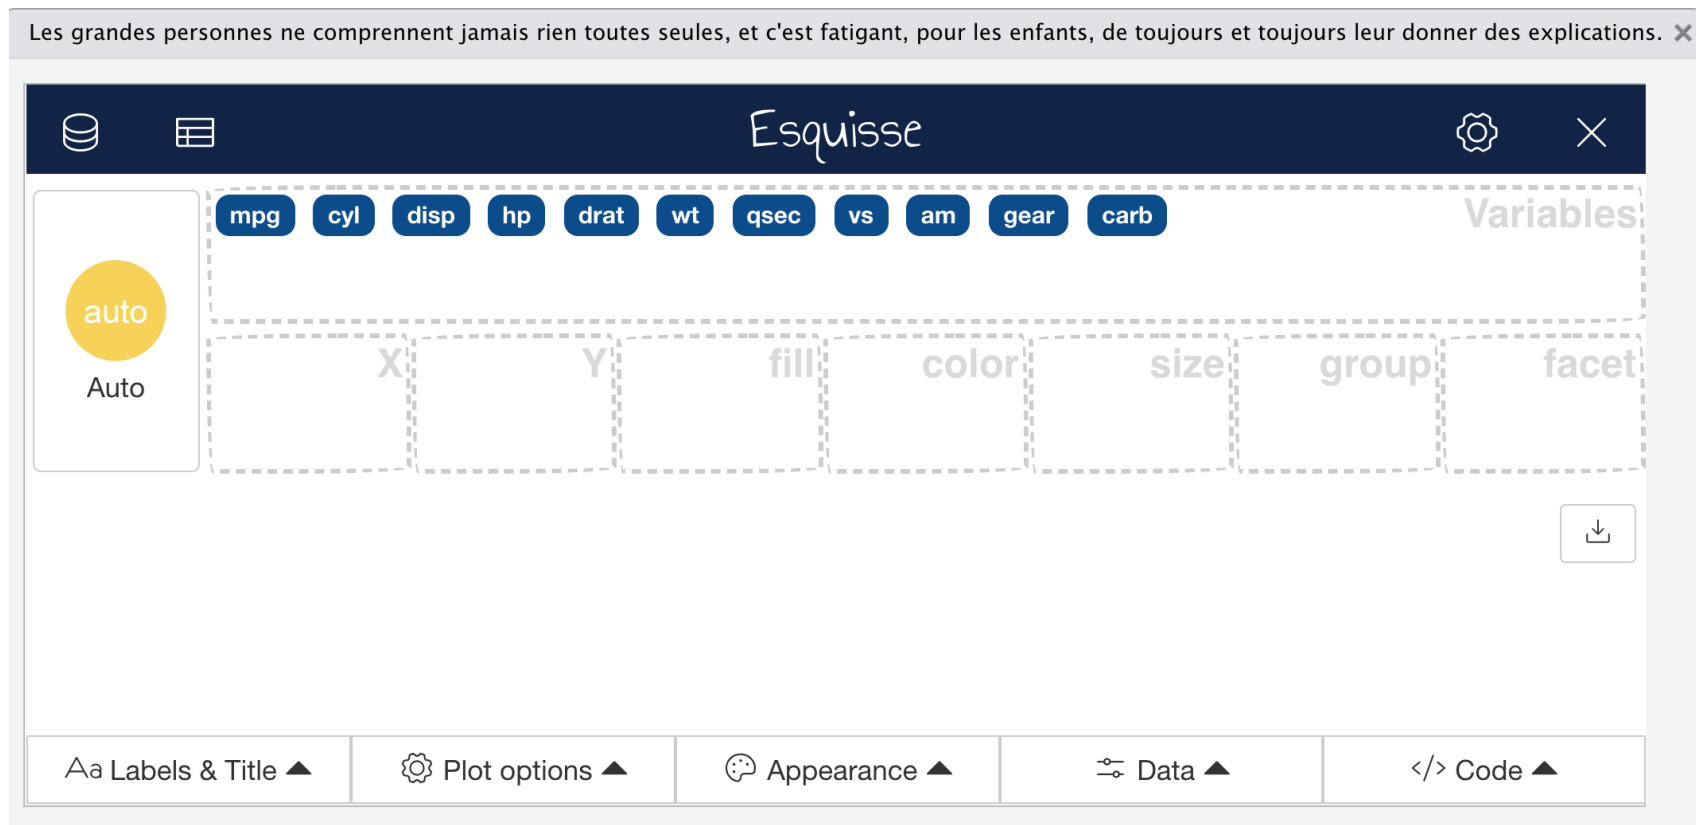 Les grandes personnes ne comprennent jamais rien toutes seules, et c'est fatigant, pour les enfants, de toujours et toujours leur donner des explications.
Esquisse
mpg cyl disp hp drat wt qsec vs am gear carb Variables
auto
Auto
X Y fill color size group facet
Aa Labels & Title Plot options Appearance Data </> Code